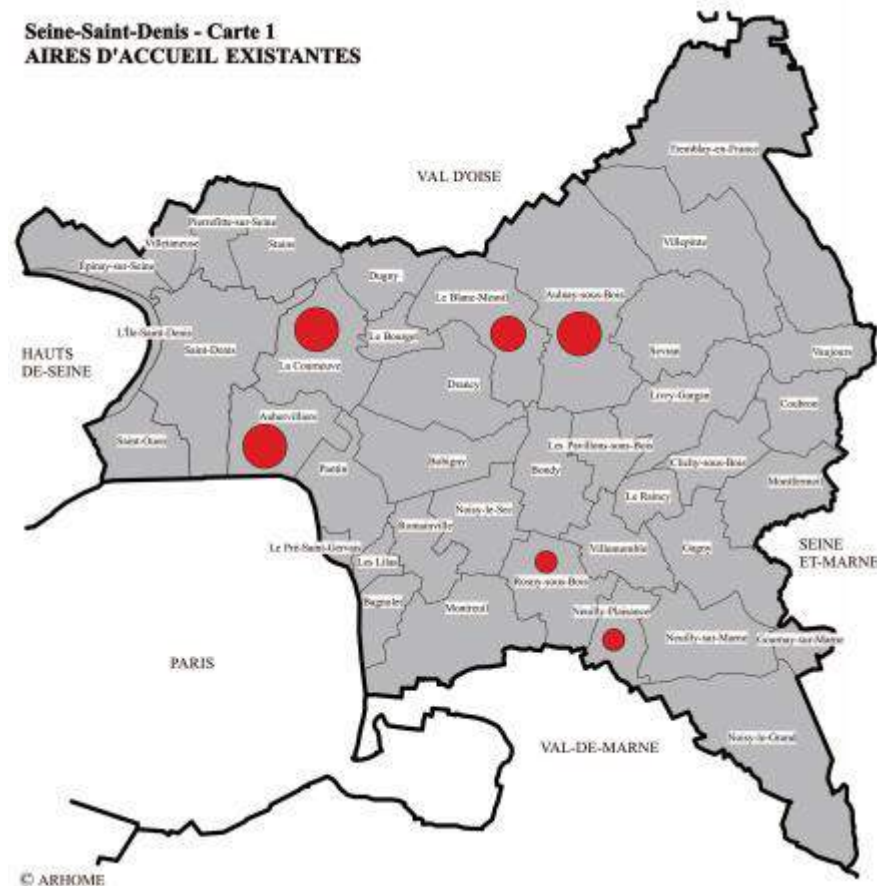 Seine-Saint-Denis - Carte 1
AIRES D'ACCUEIL EXISTANTES
Tremblay-en-France
VAL D'OISE
Pierrefitte-sur-Seine
Villetaneuse
Stains
Villepinte
Épinay-sur-Seine
Dugny
Le Blanc-Mesnil
Aulnay-sous-Bois
L'Île-Saint-Denis
Saint-Denis
Le Bourget
HAUTS
DE-SEINE
La Courneuve
Sevran
Vaujours
Drancy
Livry-Gargan
Coubron
Aubervilliers
Saint-Ouen
Pantin
Bobigny
Les Pavillons-sous-Bois
Bondy
Clichy-sous-Bois
Montfermeil
Le Raincy
Noisy-le-Sec
Romainville
Le Pré-Saint-Gervais
Villemomble
Gagny
SEINE
ET-MARNE
Les Lilas
Rosny-sous-Bois
Bagnolet
Montreuil
Neuilly-Plaisance
Neuilly-sur-Marne
Gournay-sur-Marne
PARIS
VAL-DE-MARNE
Noisy-le-Grand
© ARHOME